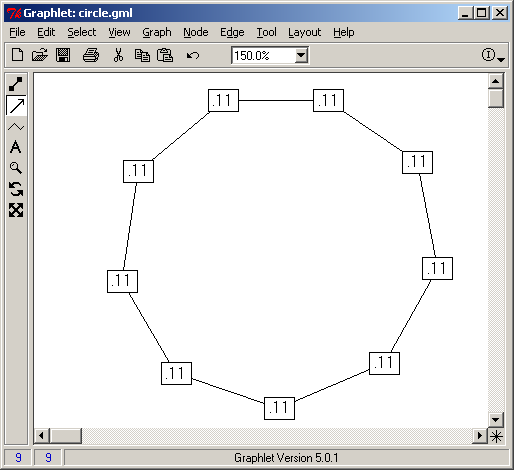 Graphlet: circle.gml
File Edit Select View Graph Node Edge Tool Layout Help
150.0%
.11 .11
.11 .11
.11 .11
.11 .11
.11
9 9 Graphlet Version 5.0.1